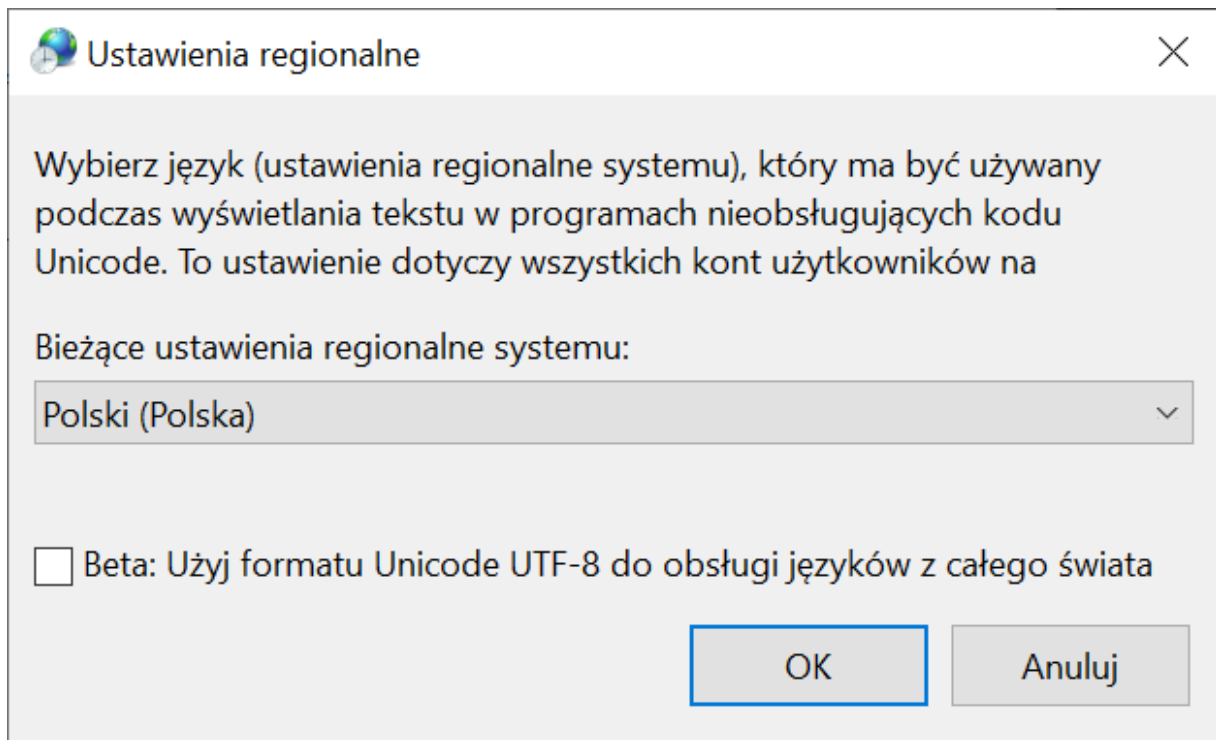 Ustawienia regionalne
Wybierz język (ustawienia regionalne systemu), który ma być używany
podczas wyświetlania tekstu w programach nieobsługujących kodu
Unicode. To ustawienie dotyczy wszystkich kont użytkowników na
Bieżące ustawienia regionalne systemu:
Polski (Polska)
Beta: Użyj formatu Unicode UTF-8 do obsługi języków z całego świata
OK Anuluj